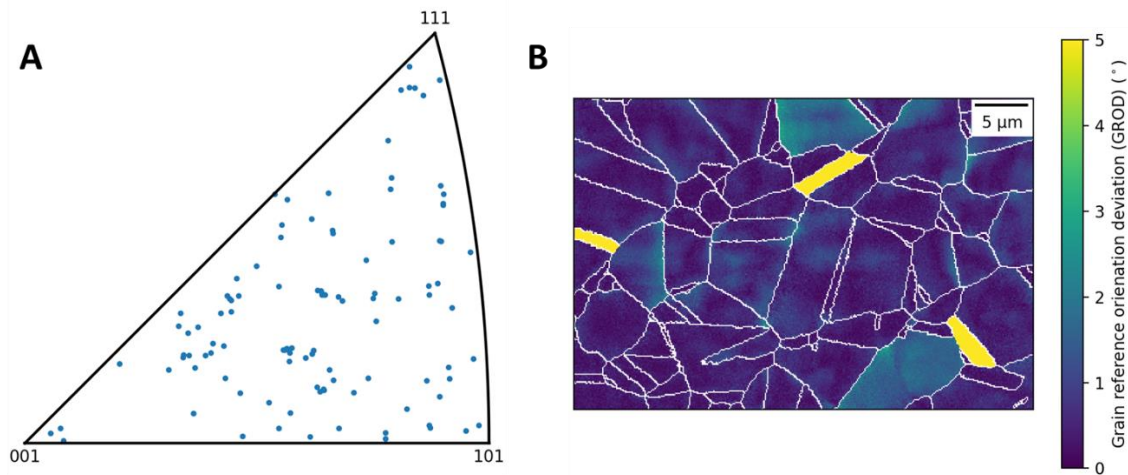 A
111
001
101
B
5 μm
5
4
3
2
1
0
Grain reference orienation deviation (GROD) (°)